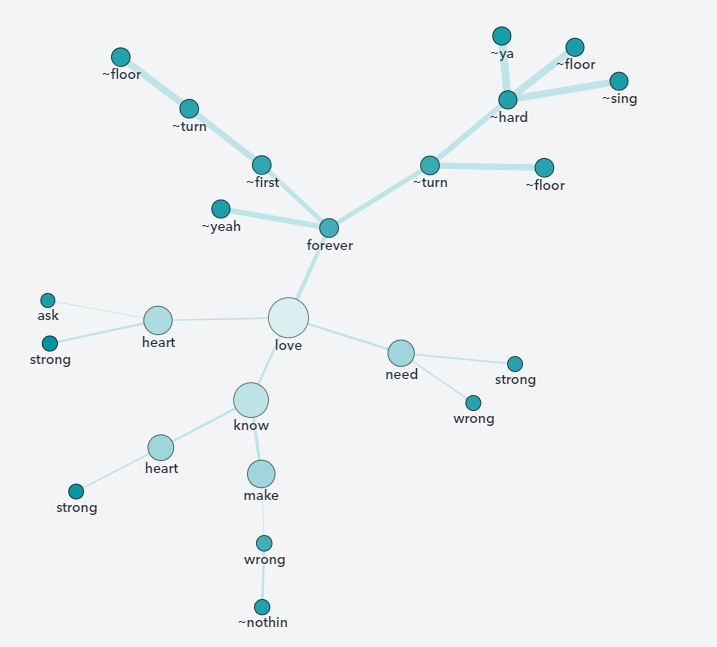 ~ya
~floor
~floor
~sing
~hard
~turn
~first
~turn
~floor
~yeah
forever
ask
heart
love
strong
need
strong
wrong
know
heart
make
strong
wrong
~nothin